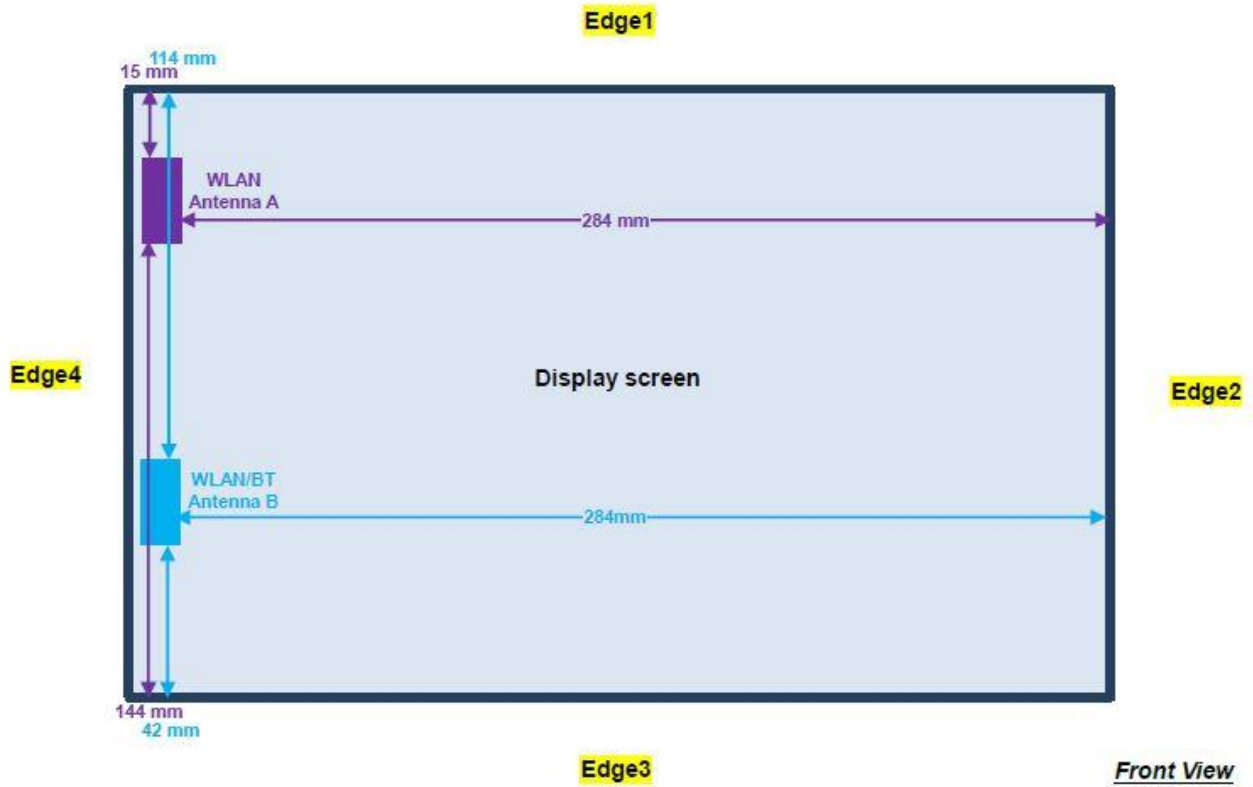 Edge1
114 mm
15 mm
WLAN
Antenna A
284 mm
Edge4
Display screen
Edge2
WLAN/BT
Antenna B
284mm
144 mm
42 mm
Edge3
Front View